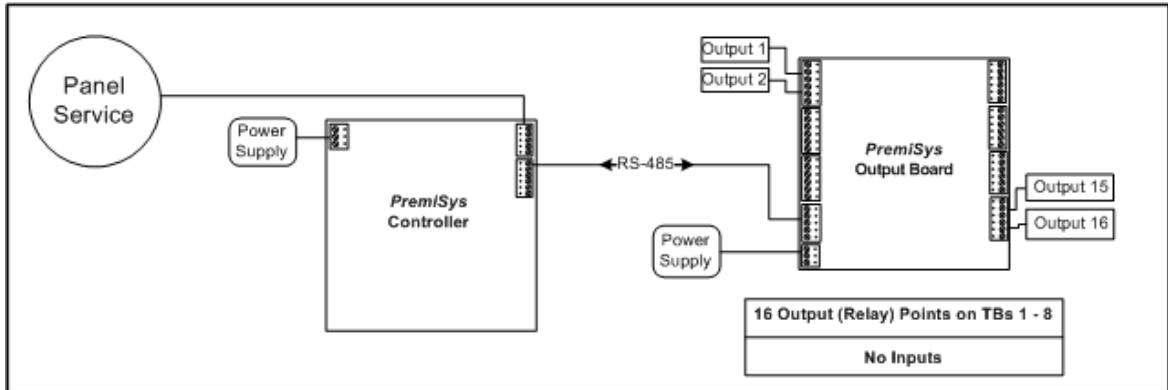 Panel
Service
Power
Supply
PremiSys
Controller
RS-485
Output 1
Output 2
PremiSys
Output Board
Output 15
Output 16
Power
Supply
16 Output (Relay) Points on TBs 1 - 8
No Inputs